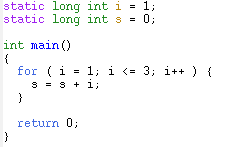 static long int i = 1;
static long int s = 0;

int main()
{
  for ( i = 1; i <= 3; i++ ) {
    s = s + i;
  }

  return 0;
}